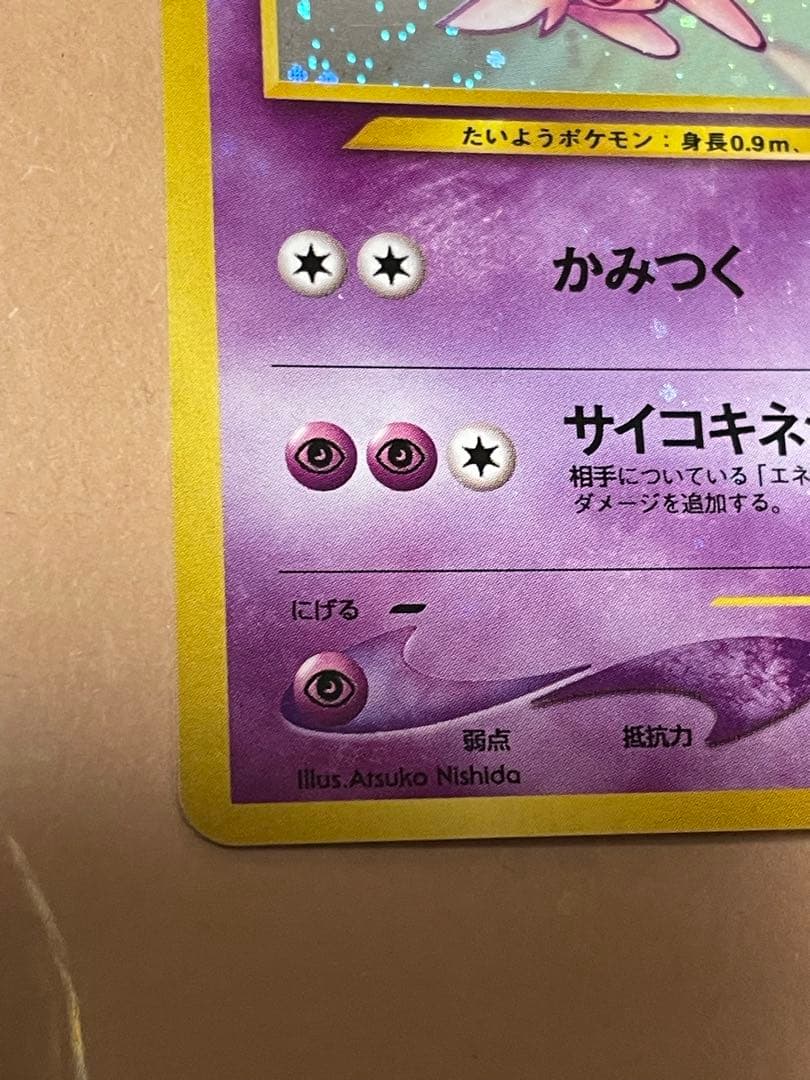 たいようポケモン：身長0.9m、
かみつく
サイコキネ
相手についている「エネ
ダメージを追加する。
にげる
弱点
抵抗力
Illus.Atsuko Nishida